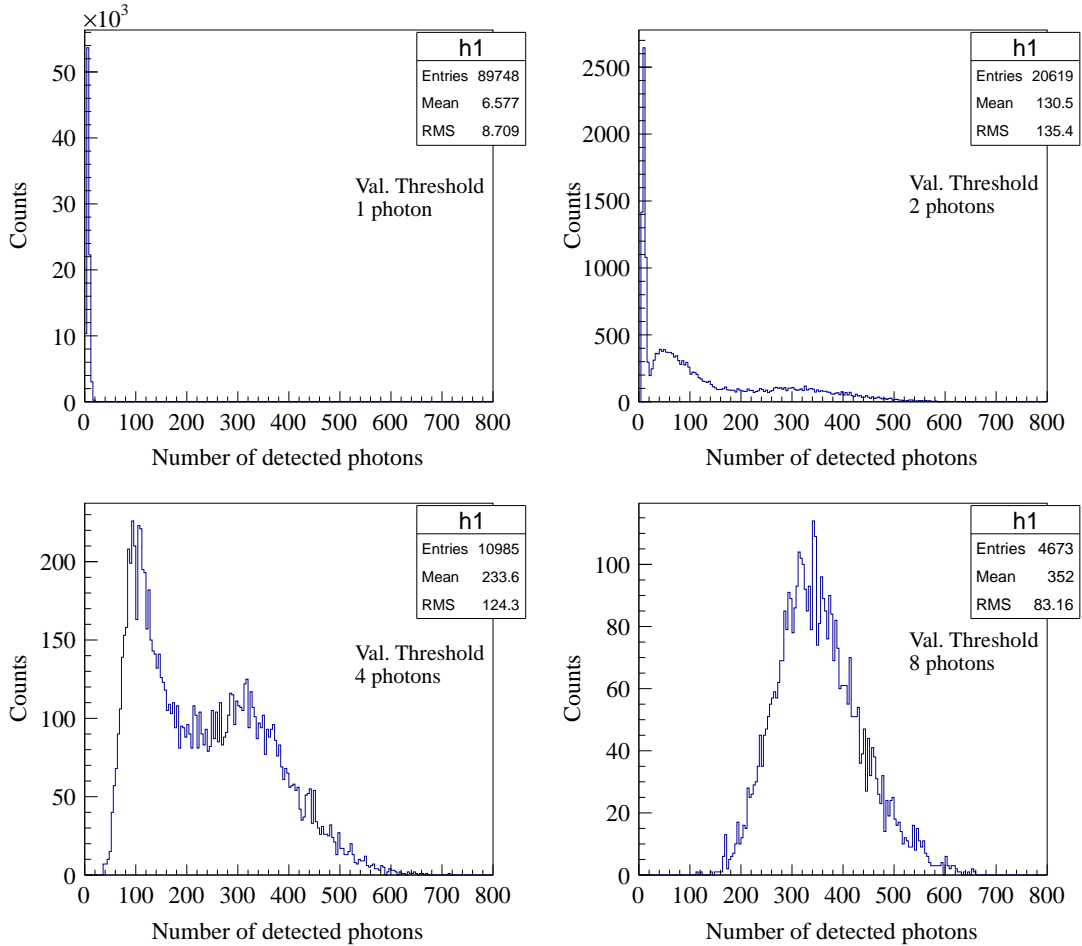 ×10³
h1
Entries 89748
Mean 6.577
RMS 8.709
Val. Threshold
1 photon
Counts
50
40
30
20
10
0
0 100 200 300 400 500 600 700 800
Number of detected photons
h1
Entries 20619
Mean 130.5
RMS 135.4
Val. Threshold
2 photons
Counts
2500
2000
1500
1000
500
0
0 100 200 300 400 500 600 700 800
Number of detected photons
h1
Entries 10985
Mean 233.6
RMS 124.3
Val. Threshold
4 photons
Counts
200
150
100
50
0
0 100 200 300 400 500 600 700 800
Number of detected photons
h1
Entries 4673
Mean 352
RMS 83.16
Val. Threshold
8 photons
Counts
100
80
60
40
20
0
0 100 200 300 400 500 600 700 800
Number of detected photons